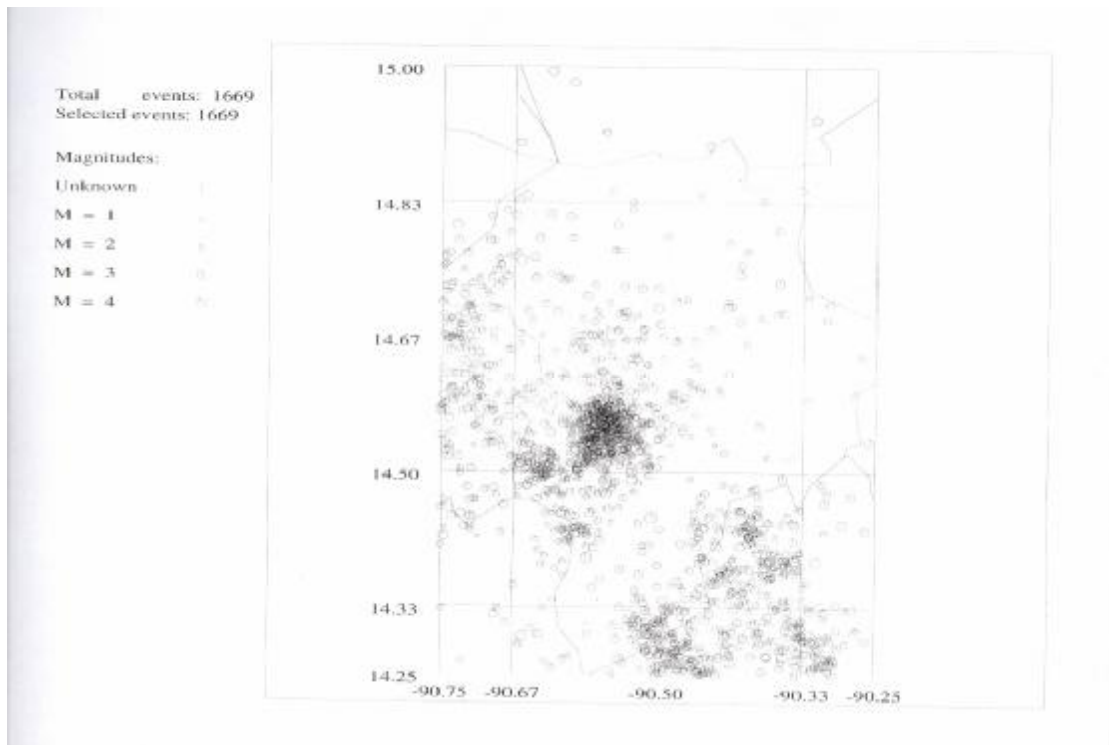 Total events: 1669
Selected events: 1669
Magnitudes:
Unknown
M = 1
M = 2
M = 3
M = 4
15.00
14.83
14.67
14.50
14.33
14.25
-90.75 -90.67 -90.50 -90.33 -90.25